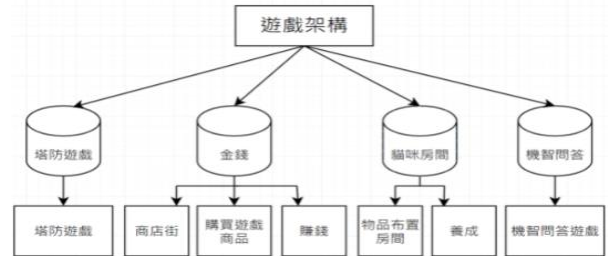 遊戲架構
塔防遊戲
金錢
貓咪房間
機智問答
塔防遊戲
商店街
購買遊戲
商品
賺錢
物品布置
房間
養成
機智問答遊戲